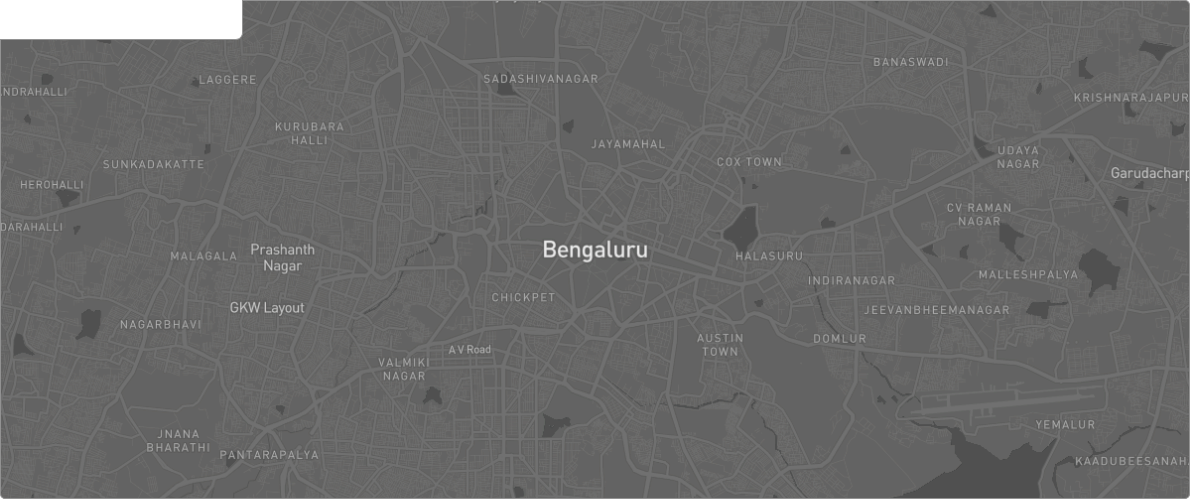 BANASWADI
SADASHIVANAGAR
LAGGERE
NDRAHALLI
KRISHNARAJAPUR
KURUBARA
HALLI
JAYAMAHAL
UDAYA
NAGAR
COX TOWN
SUNKADAKATTE
Garudacharp
HEROHALLI
CV RAMAN
NAGAR
DARAHALLI
Bengaluru
Prashanth
Nagar
MALAGALA
HALASURU
MALLESHPALYA
INDIRANAGAR
CHICKPET
GKW Layout
JEEVANBHEEMANAGAR
NAGARBHAVI
AUSTIN
TOWN
DOMLUR
A V Road
VALMIKI
NAGAR
YEMALUR
JNANA
BHARATHI
PANTARAPALYA
KAADUBEESANAH